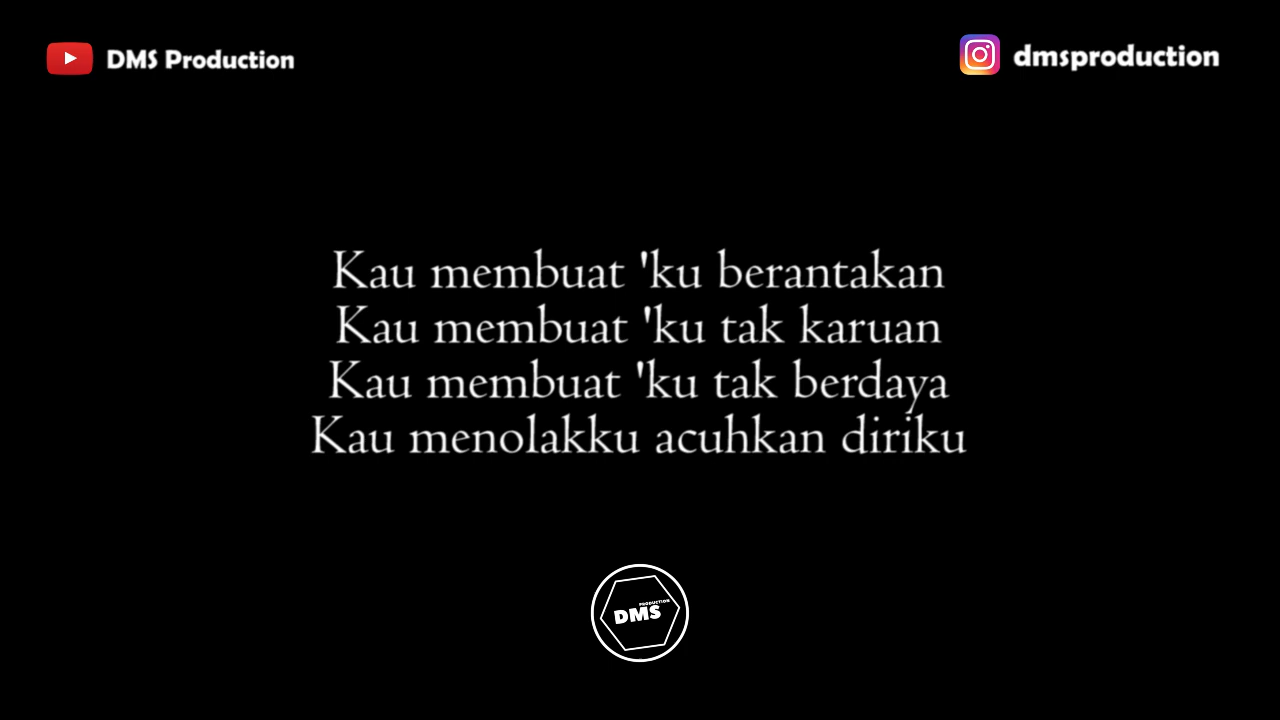 DMS Production
dmsproduction
Kau membuat 'ku berantakan
Kau membuat 'ku tak karuan
Kau membuat 'ku tak berdaya
Kau menolakku acuhkan diriku
PRODUCTION
DMS